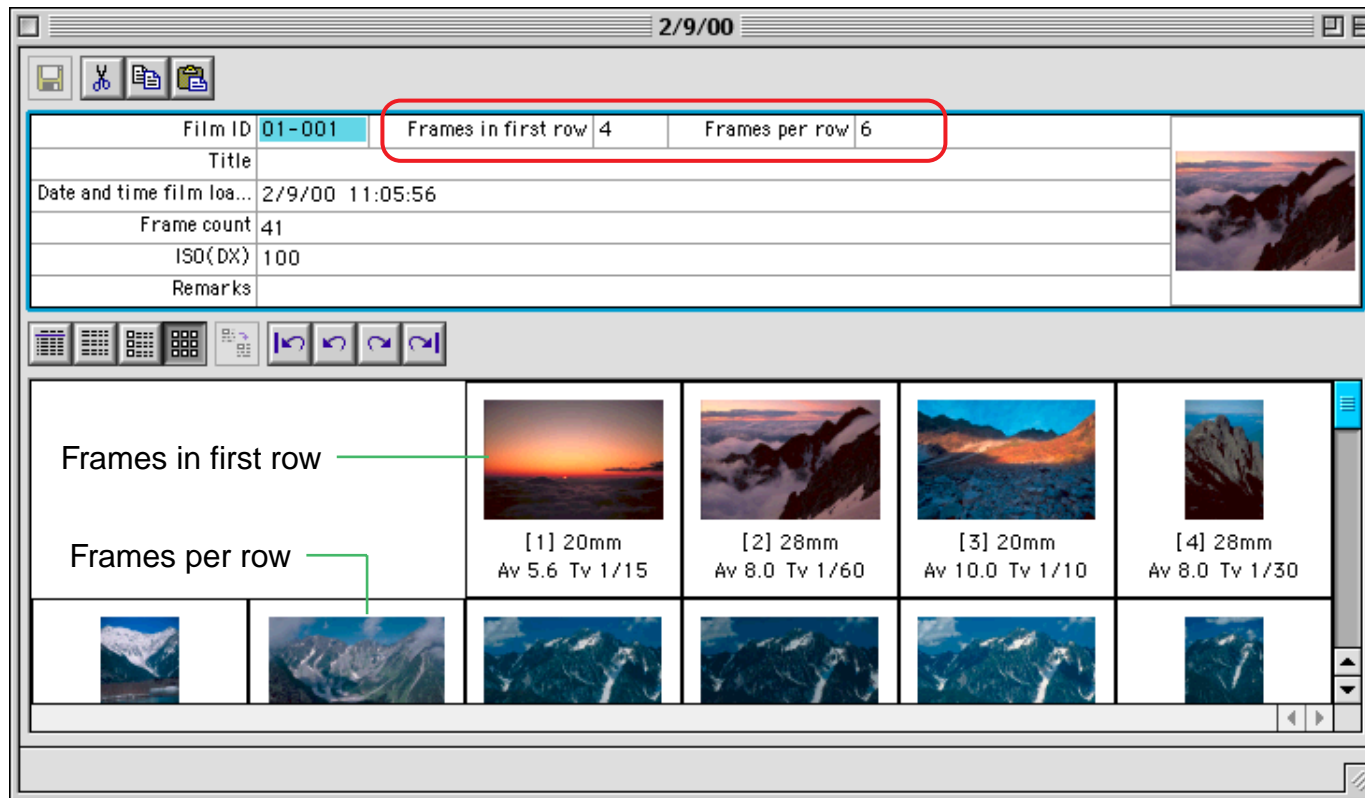 2/9/00
Film ID 01-001 Frames in first row 4 Frames per row 6
Title
Date and time film loa... 2/9/00 11:05:56
Frame count 41
ISO(DX) 100
Remarks
Frames in first row
[1] 20mm [2] 28mm [3] 20mm [4] 28mm
Av 5.6 Tv 1/15 Av 8.0 Tv 1/60 Av 10.0 Tv 1/10 Av 8.0 Tv 1/30
Frames per row